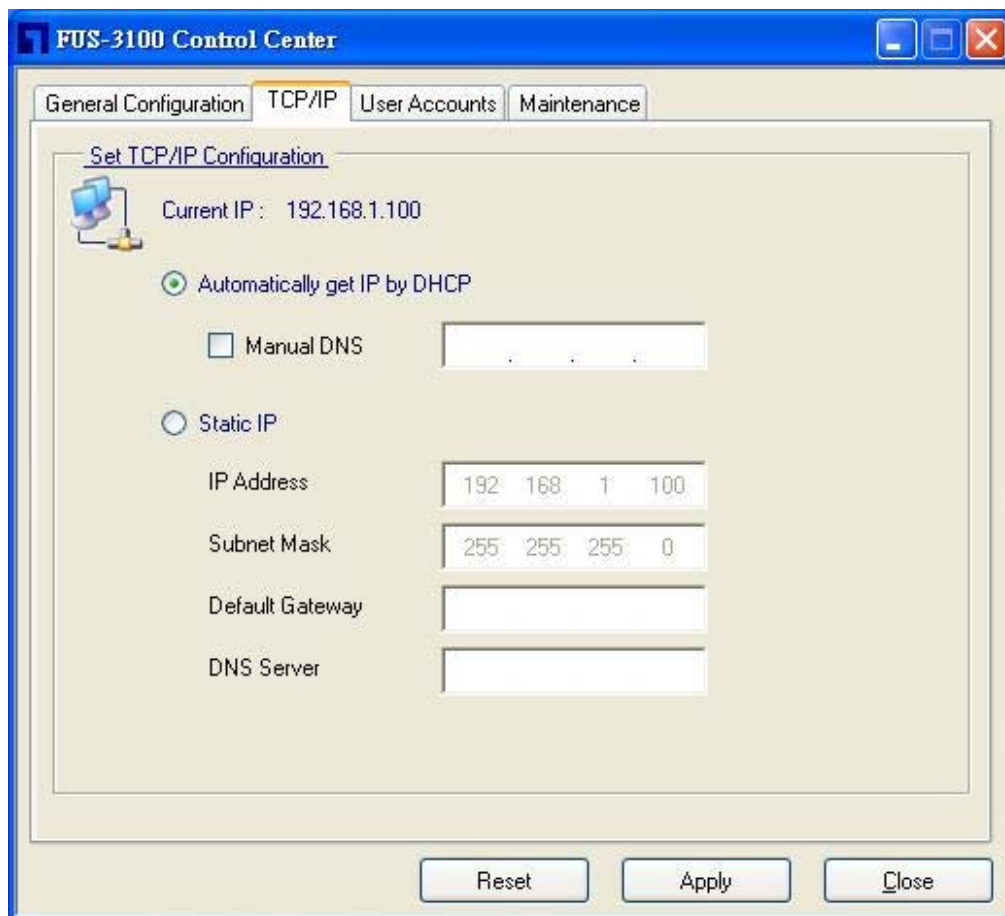 FUS-3100 Control Center
General Configuration TCP/IP User Accounts Maintenance
Set TCP/IP Configuration
Current IP : 192.168.1.100
Automatically get IP by DHCP
Manual DNS . . .
Static IP
IP Address 192 168 1 100
Subnet Mask 255 255 255 0
Default Gateway
DNS Server
Reset Apply Close